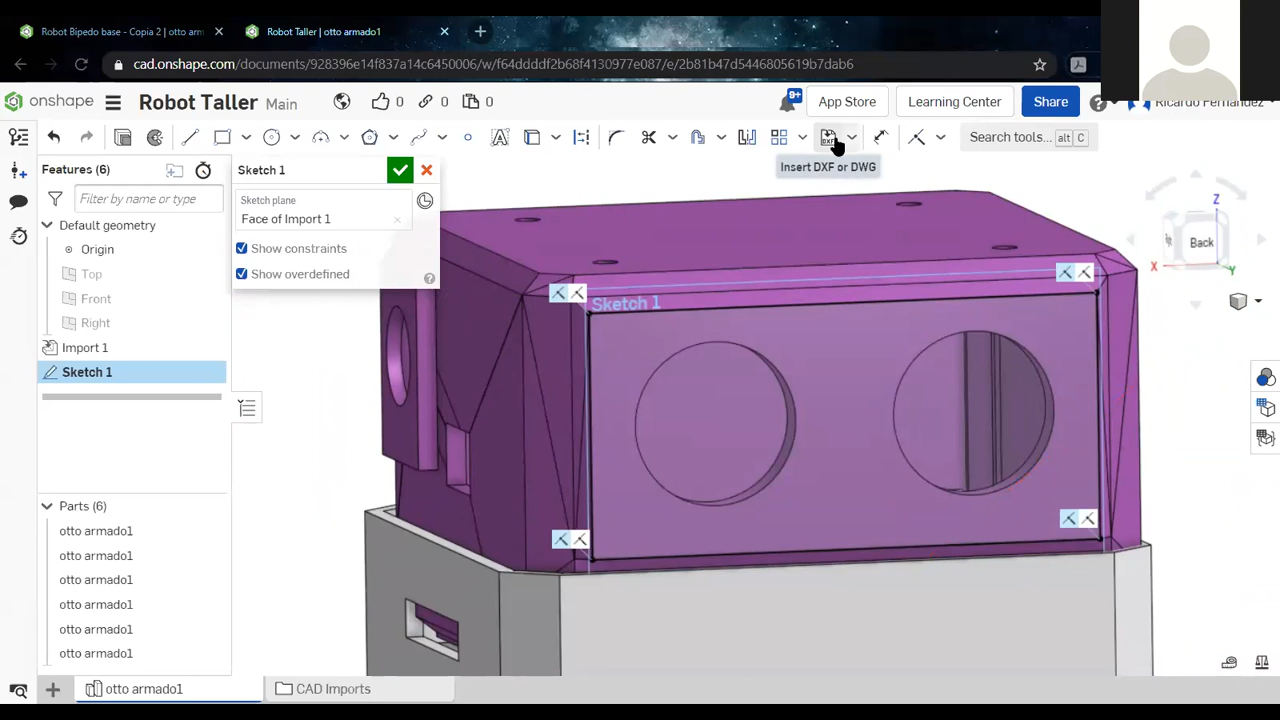 Robot Bipedo base - Copia 2 | otto arm
Robot Taller | otto armado1
cad.onshape.com/documents/928396e14f837a14c6450006/w/f64ddddf2b68f4130977e087/e/2b81b47d5446805619b7dab6
onshape
Robot Taller Main
0
0
0
9+
App Store
Learning Center
Share
Ricardo Fernandez
Search tools... alt C
Insert DXF or DWG
Features (6)
Filter by name or type
Default geometry
Origin
Top
Front
Right
Import 1
Sketch 1
Sketch 1
Sketch plane
Face of Import 1
Show constraints
Show overdefined
Sketch 1
Z
Back
X
Y
Parts (6)
otto armado1
otto armado1
otto armado1
otto armado1
otto armado1
otto armado1
otto armado1
CAD Imports